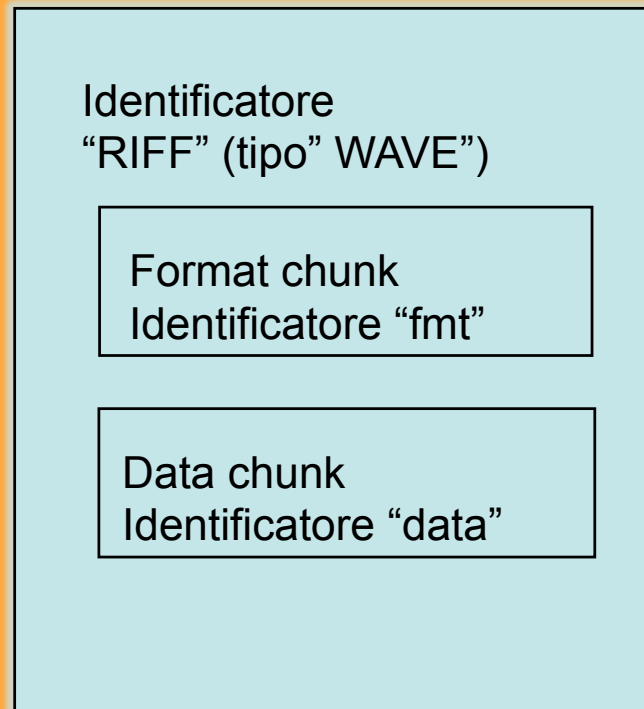 Identificatore
“RIFF” (tipo” WAVE”)
Format chunk
Identificatore “fmt”
Data chunk
Identificatore “data”